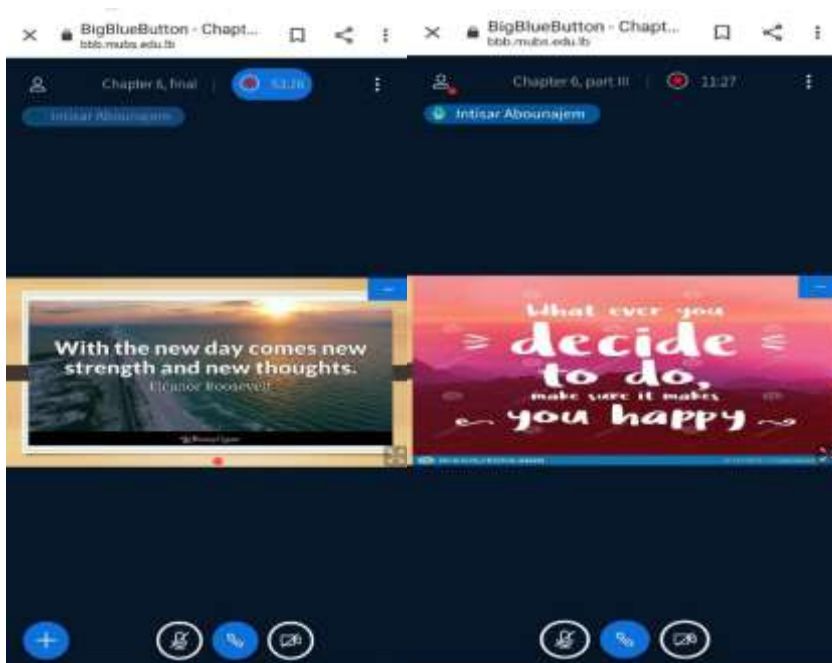 BigBlueButton - Chapt...
bbb.mubs.edu.lb
Chapter 6, final
Intisar Abounajem
With the new day comes new
strength and new thoughts.
Eleanor Roosevelt
BigBlueButton - Chapt...
bbb.mubs.edu.lb
Chapter 6, part III
11:27
Intisar Abounajem
What ever you
decide
to do,
make sure it makes
you happy